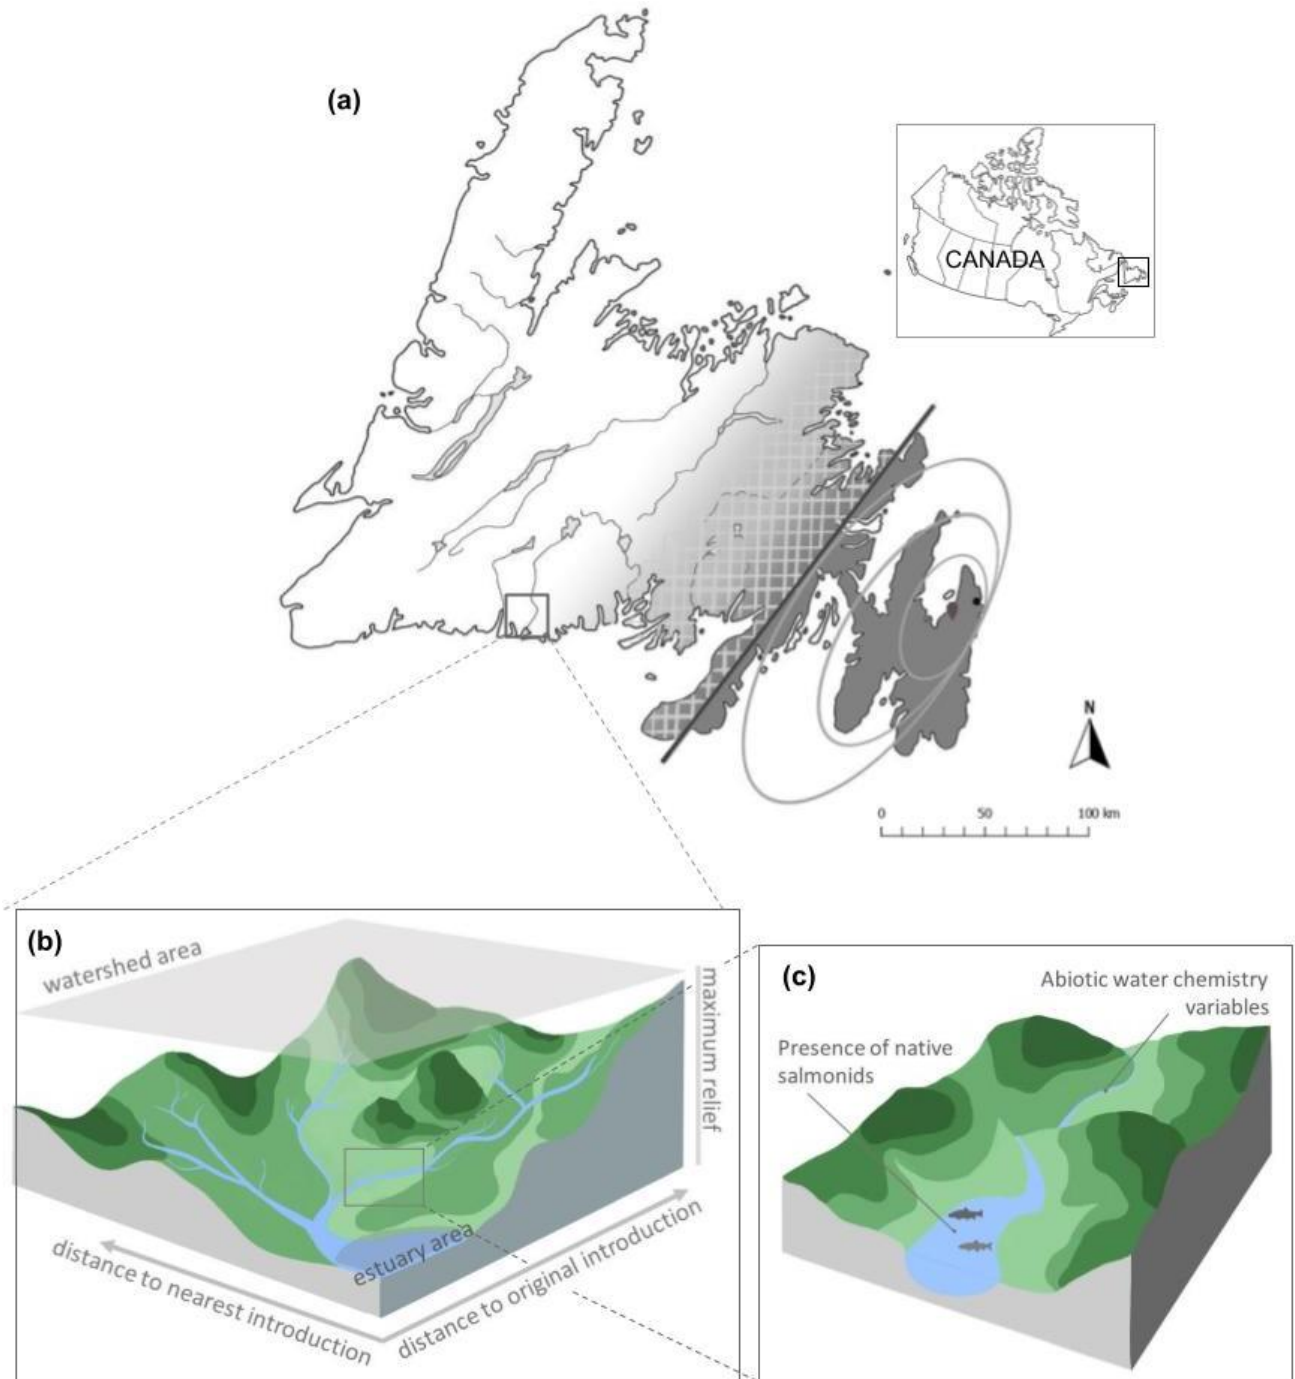 (a)
CANADA
N
0 50 100 km
(b)
watershed area
maximum relief
estuary area
distance to nearest introduction
distance to original introduction
(c)
Abiotic water chemistry
variables
Presence of native
salmonids